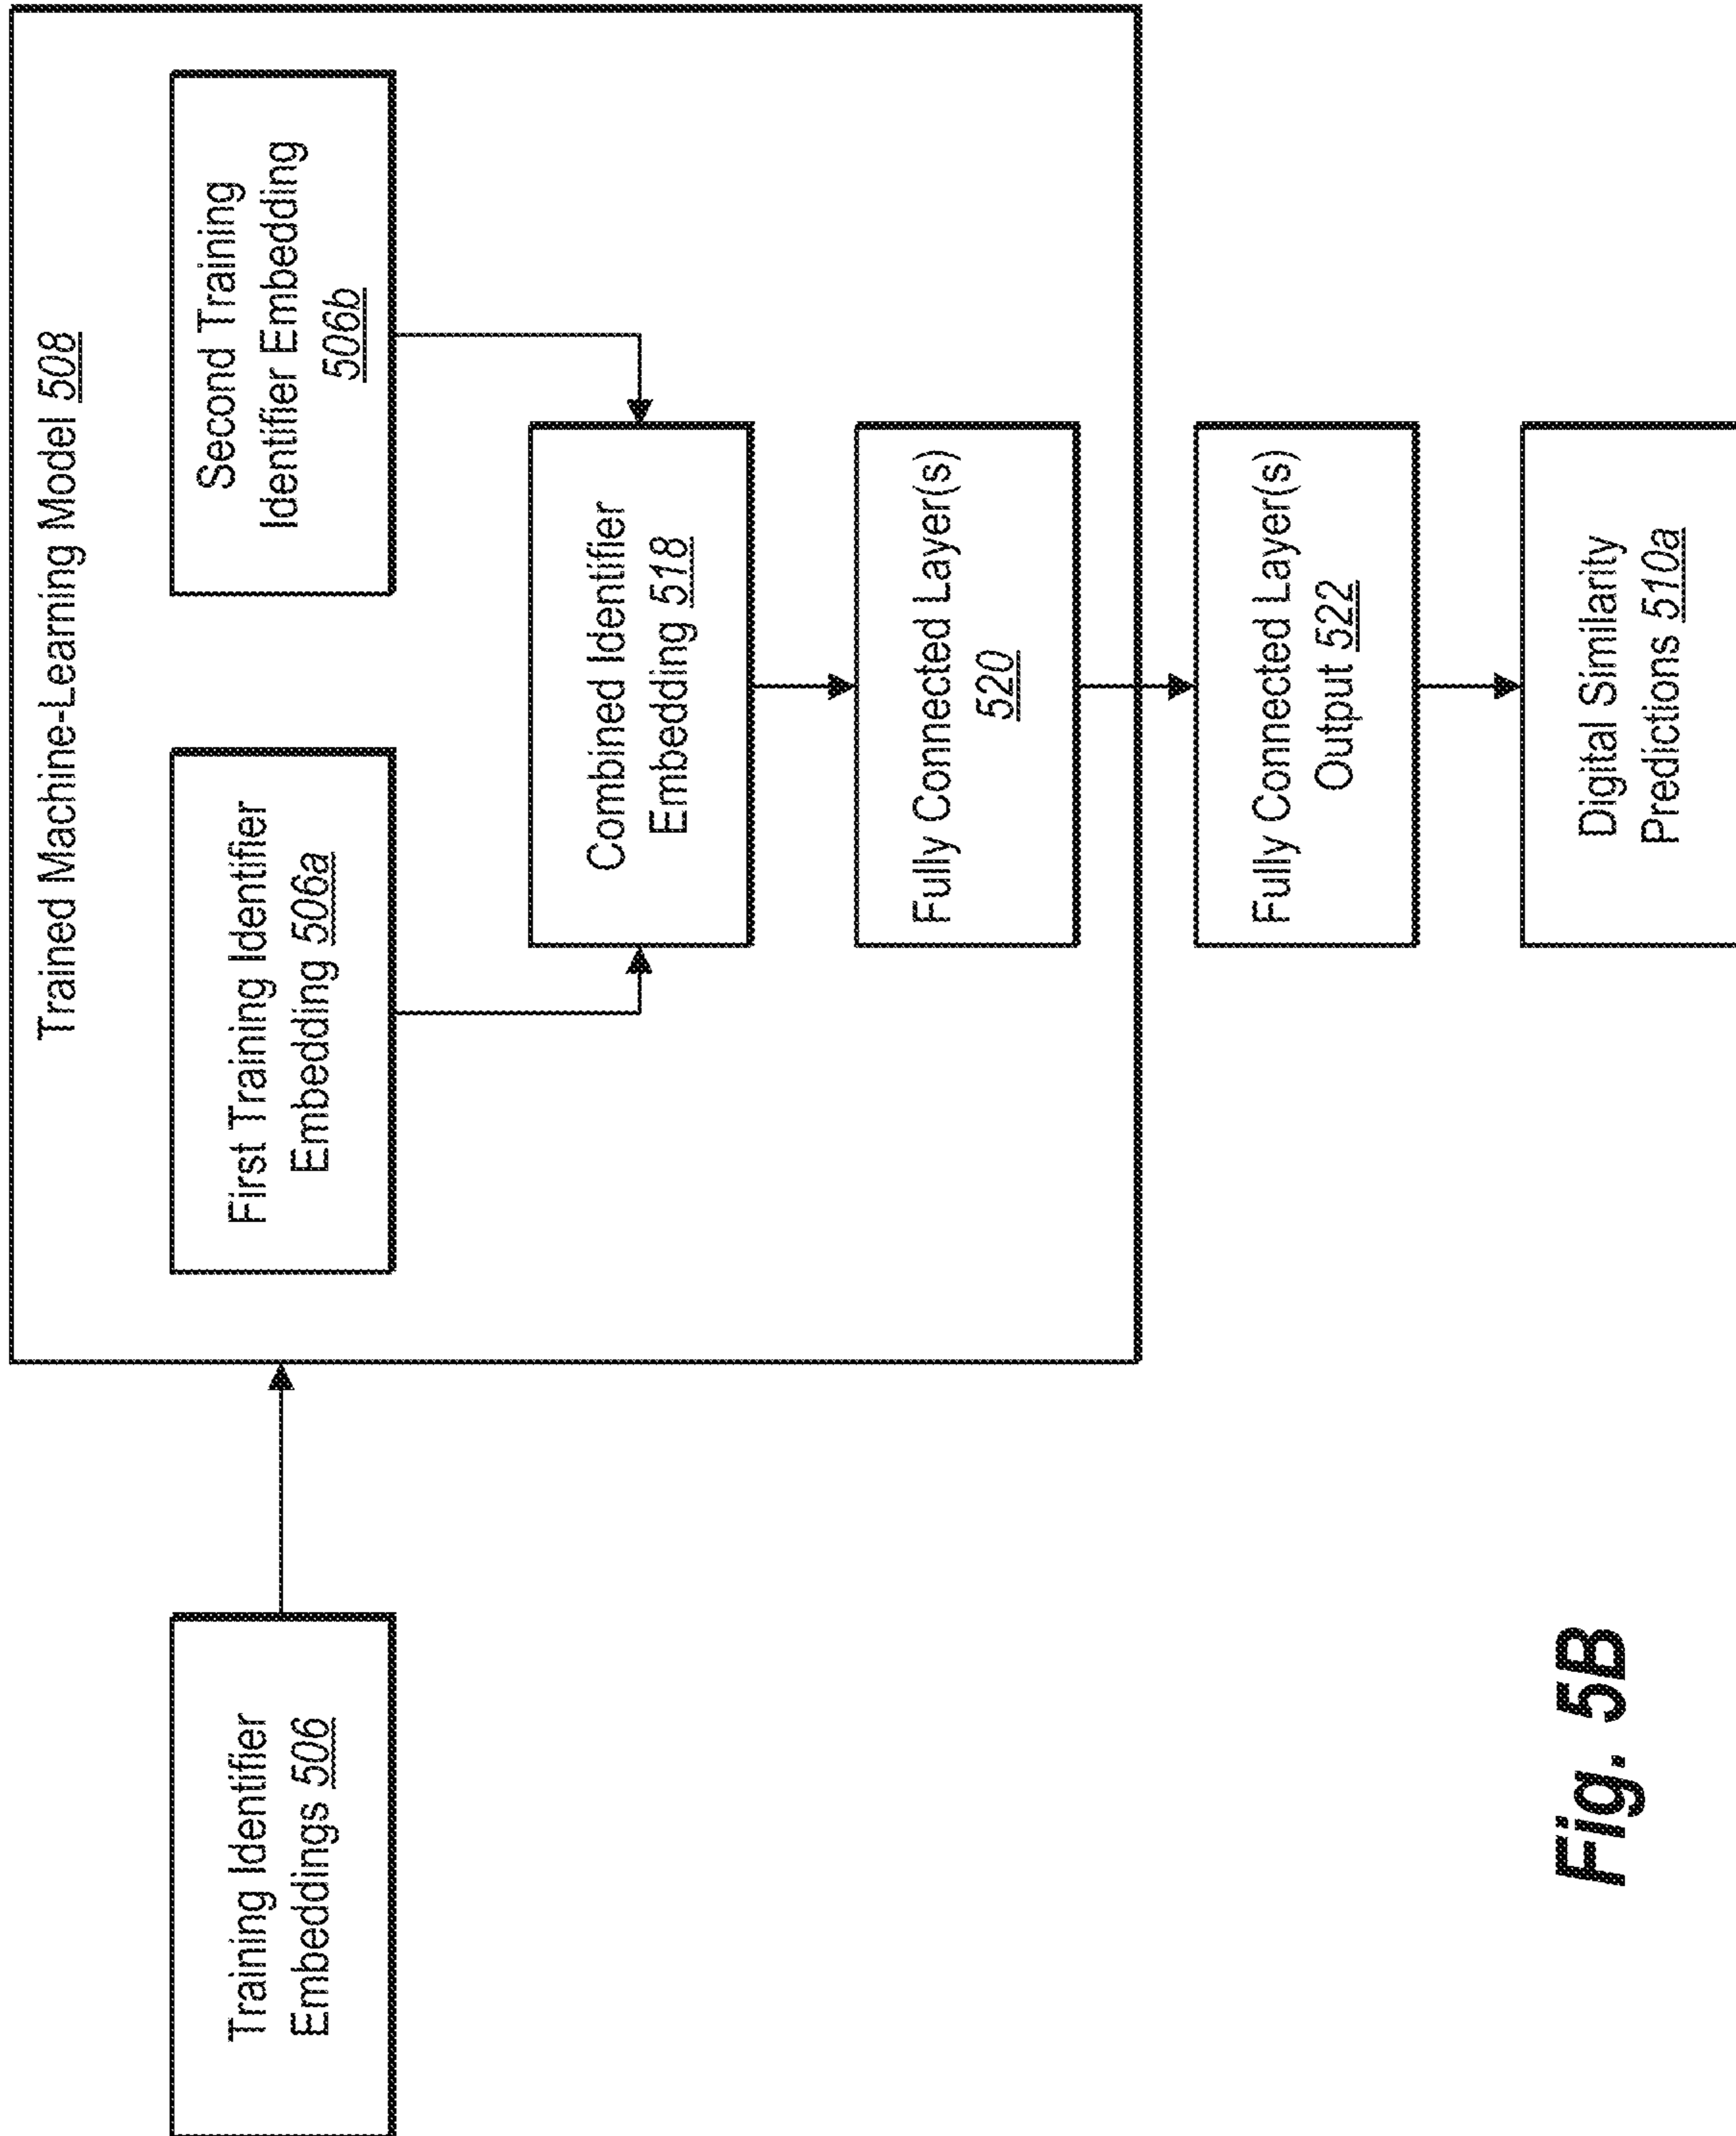 Trained Machine-Learning Model 508
Training Identifier
Embeddings 506
First Training Identifier
Embedding 506a
Second Training
Identifier Embedding
506b
Combined Identifier
Embedding 518
Fully Connected Layer(s)
520
Fully Connected Layer(s)
Output 522
Digital Similarity
Predictions 510a
Fig. 5B